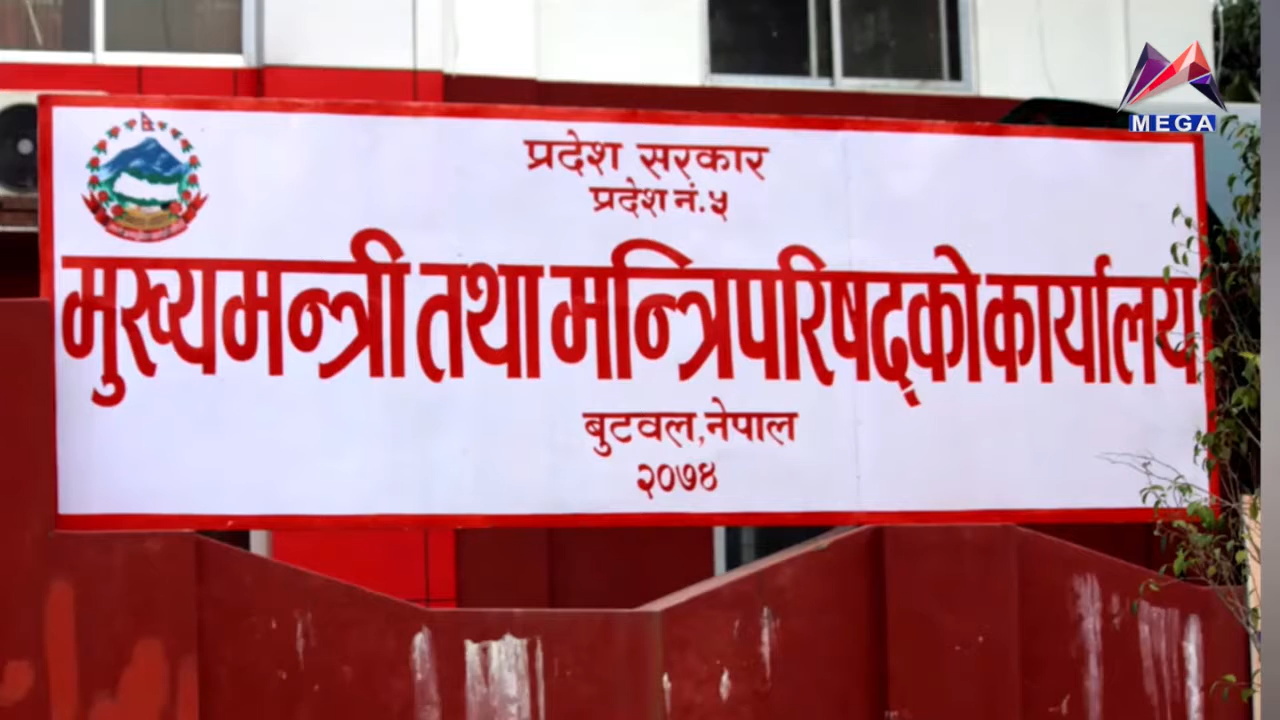 MEGA
प्रदेश सरकार
प्रदेश नं.५
मुख्यमन्त्री तथा मन्त्रिपरिषद्को कार्यालय
बुटवल,नेपाल
२०७४